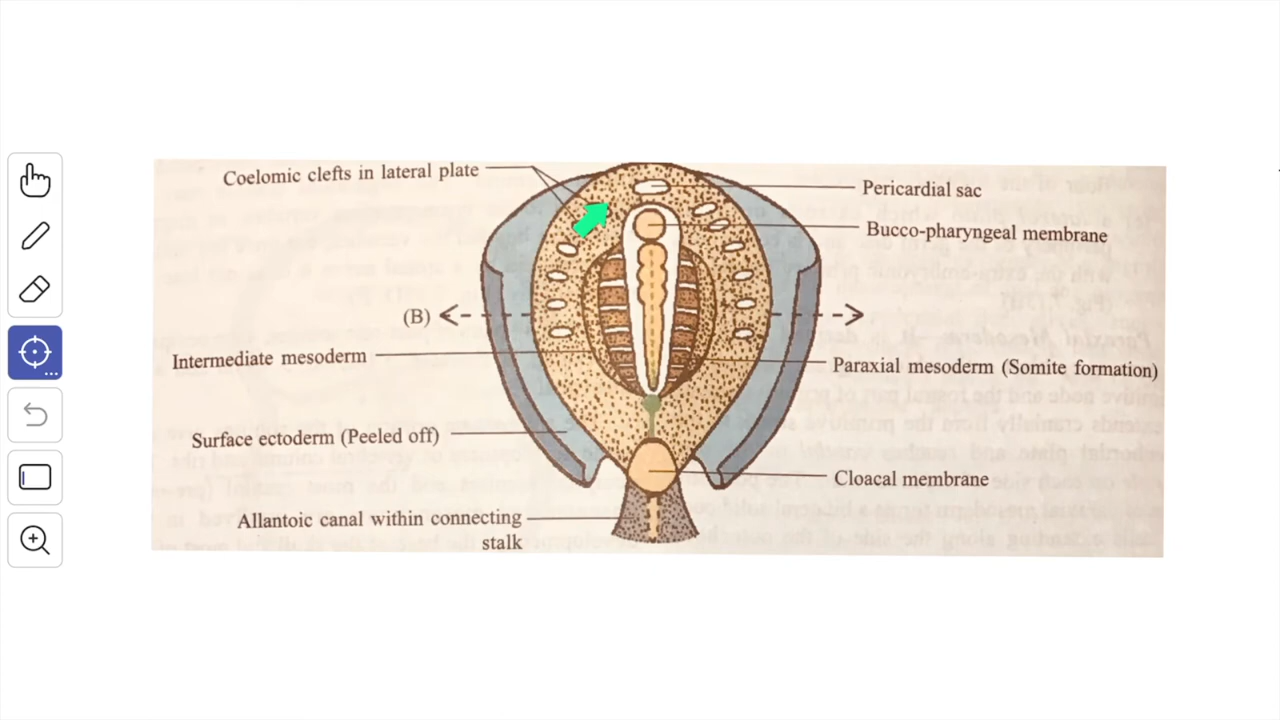 Coelomic clefts in lateral plate
Pericardial sac
Bucco-pharyngeal membrane
(B)
Intermediate mesoderm
Paraxial mesoderm (Somite formation)
Surface ectoderm (Peeled off)
Cloacal membrane
Allantoic canal within connecting
stalk